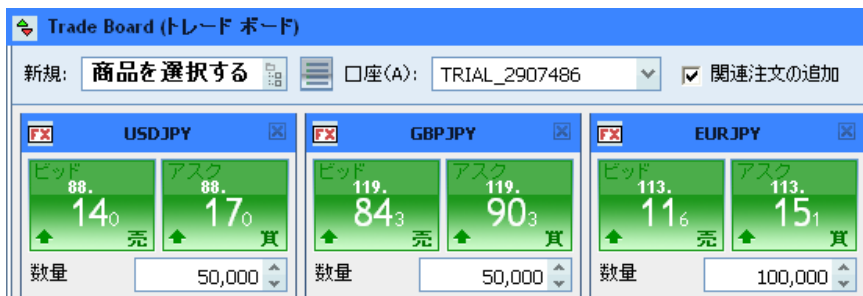 Trade Board (トレード ボード)
新規: 商品を選択する 口座(A): TRIAL_2907486 関連注文の追加
FX USDJPY FX GBPJPY FX EURJPY
ビッド アスク ビッド アスク ビッド アスク
88. 88. 119. 119. 113. 113.
140 170 843 903 116 151
売 買 売 買 売 買
数量 50,000 数量 50,000 数量 100,000